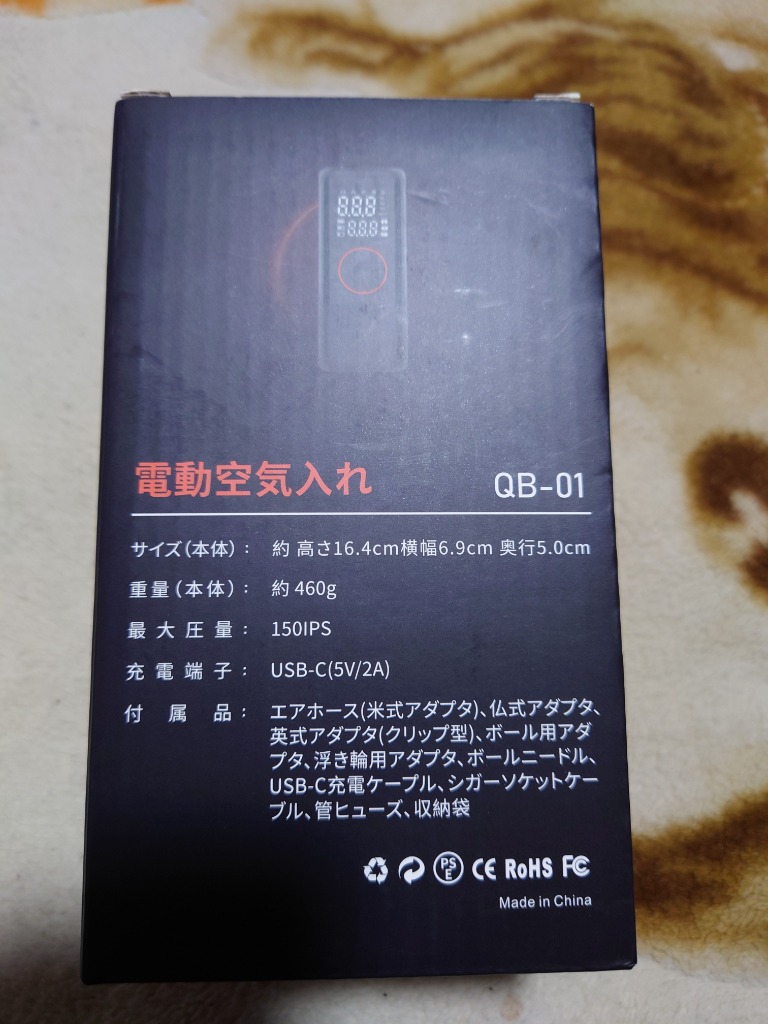 8.8.8
8.8.8
電動空気入れ QB-01
サイズ(本体): 約 高さ16.4cm横幅6.9cm 奥行5.0cm
重量(本体): 約 460g
最大圧量: 150IPS
充電端子: USB-C(5V/2A)
付属品: エアホース(米式アダプタ)、仏式アダプタ、
英式アダプタ(クリップ型)、ボール用アダ
プタ、浮き輪用アダプタ、ボールニードル、
USB-C充電ケーブル、シガーソケットケー
ブル、管ヒューズ、収納袋
PSE CE RoHS FC
Made in China